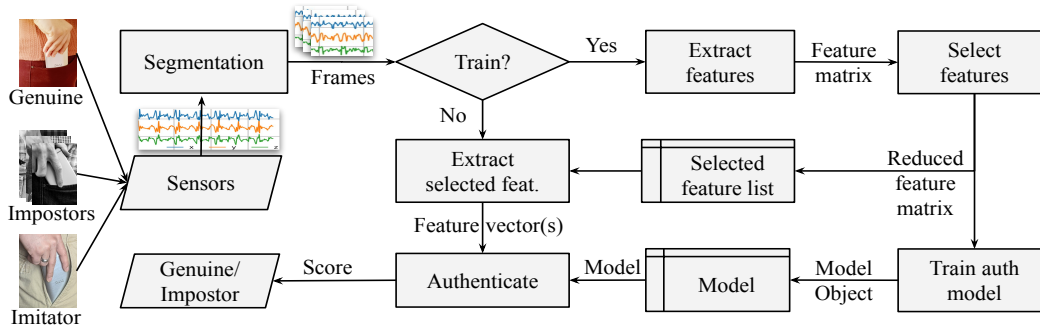 Genuine
Impostors
Imitator
Segmentation
x y z
Sensors
Frames
Train?
Yes
No
Extract
features
Feature
matrix
Select
features
Extract
selected feat.
Selected
feature list
Reduced
feature
matrix
Feature vector(s)
Genuine/
Impostor
Score
Authenticate
Model
Model
Model
Object
Train auth
model